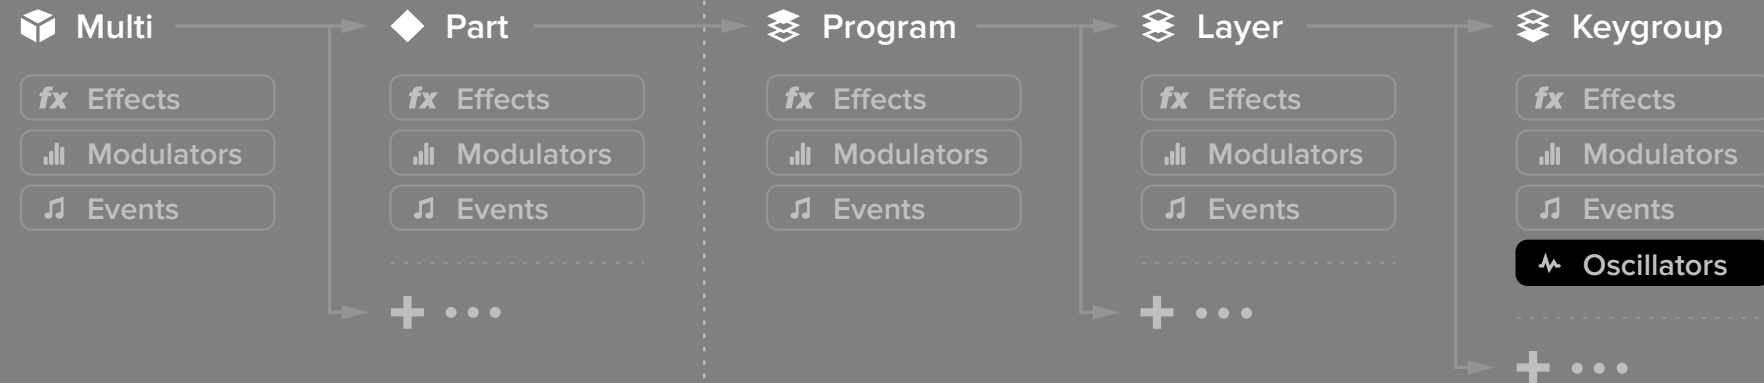 Multi Part Program Layer Keygroup
fx Effects fx Effects fx Effects fx Effects fx Effects
Modulators Modulators Modulators Modulators Modulators
Events Events Events Events Events
Oscillators